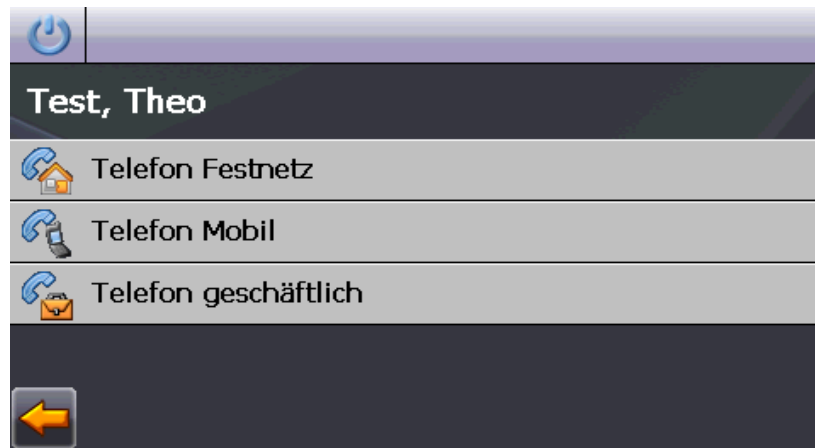 Test, Theo
Telefon Festnetz
Telefon Mobil
Telefon geschäftlich